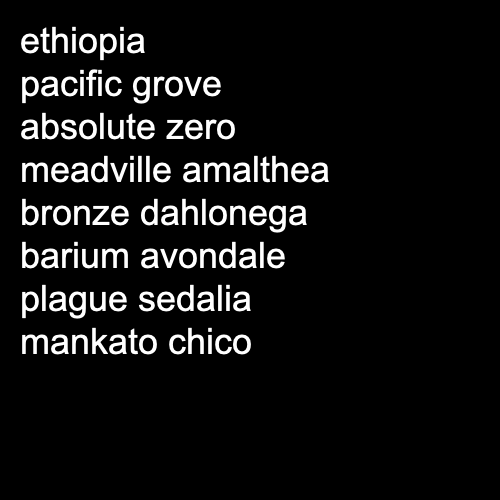 ethiopia
pacific grove
absolute zero
meadville amalthea
bronze dahlonega
barium avondale
plague sedalia
mankato chico